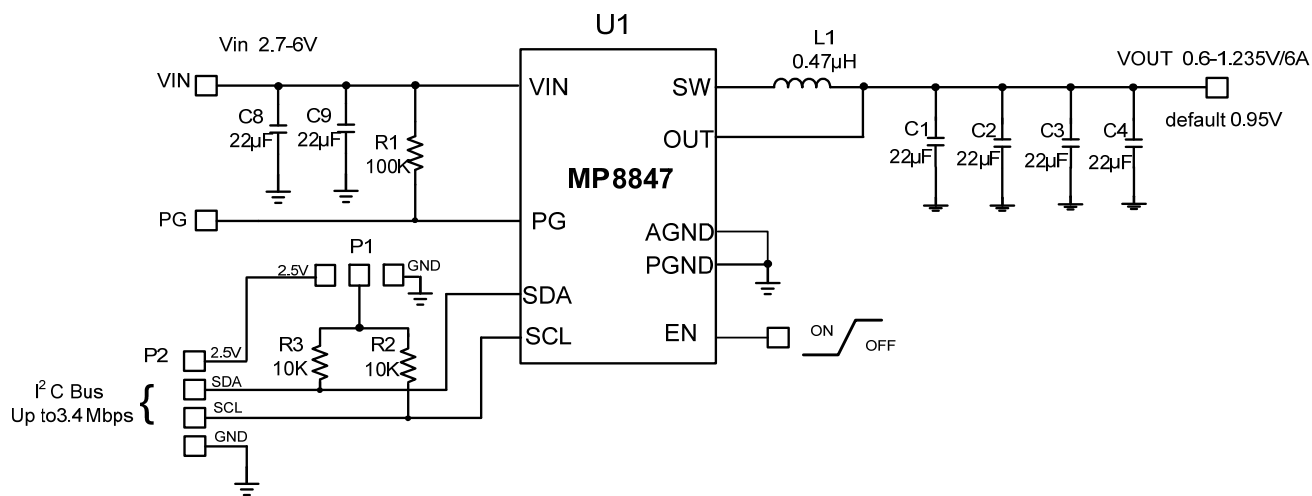 U1
Vin 2.7-6V
L1
0.47µH
VOUT 0.6-1.235V/6A
VIN
VIN
SW
C8
22µF
C9
22µF
R1
100K
OUT
C1
22µF
C2
22µF
C3
22µF
C4
22µF
default 0.95V
MP8847
PG
PG
AGND
PGND
P1
2.5V
GND
SDA
SCL
EN
ON
OFF
R3
10K
R2
10K
P2
2.5V
SDA
SCL
GND
I² C Bus
Up to3.4 Mbps {